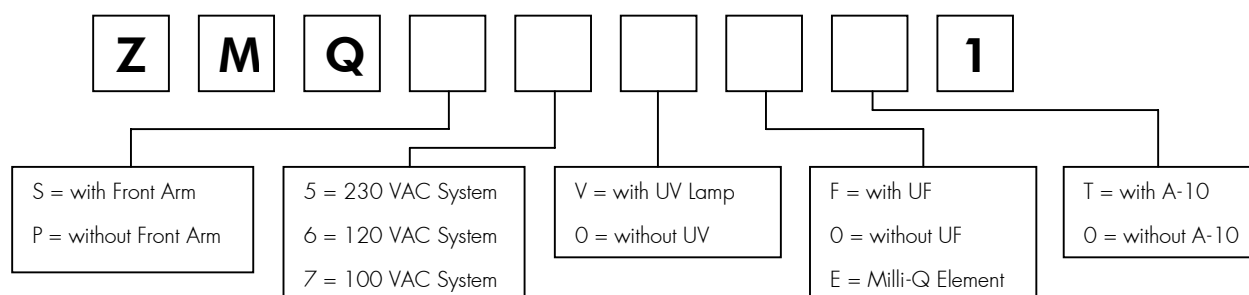 Z M Q 1
S = with Front Arm
P = without Front Arm
5 = 230 VAC System
6 = 120 VAC System
7 = 100 VAC System
V = with UV Lamp
0 = without UV
F = with UF
0 = without UF
E = Milli-Q Element
T = with A-10
0 = without A-10